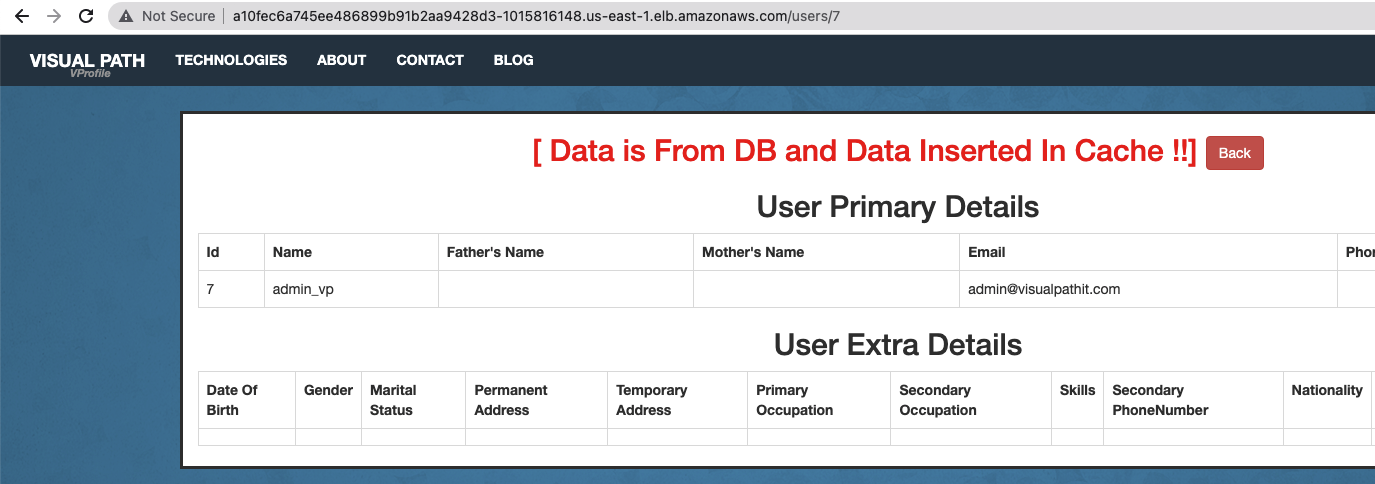 Not Secure a10fec6a745ee486899b91b2aa9428d3-1015816148.us-east-1.elb.amazonaws.com/users/7
VISUAL PATH TECHNOLOGIES ABOUT CONTACT BLOG
VProfile
[ Data is From DB and Data Inserted In Cache !!] Back
User Primary Details
Id Name Father's Name Mother's Name Email Phon
7 admin_vp admin@visualpathit.com
User Extra Details
Date Of Birth Gender Marital Status Permanent Address Temporary Address Primary Occupation Secondary Occupation Skills Secondary PhoneNumber Nationality